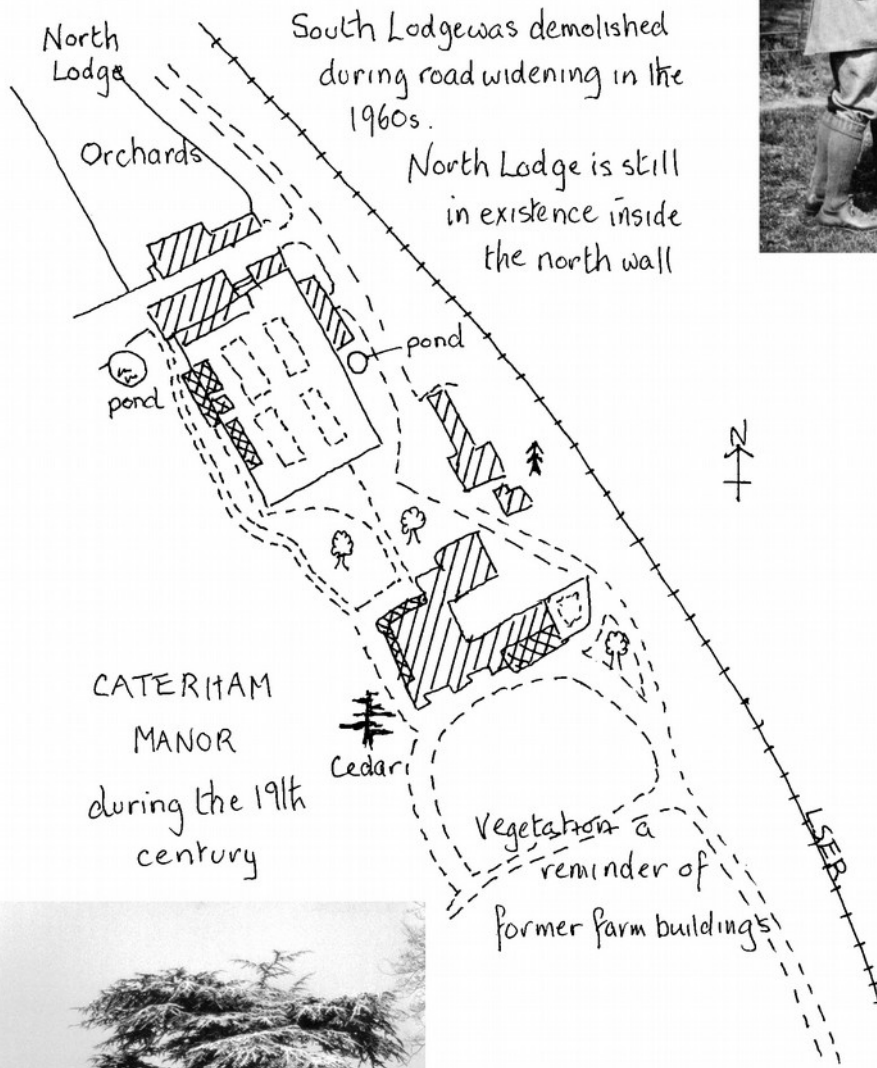 North
Lodge
South Lodgewas demolished
during road widening in the
1960s.
Orchards
North Lodge is still
in existence inside
the north wall
pond
pond
N
CATERHAM
MANOR
during the 19th
century
Cedar
Vegetation a
reminder of
former farm buildings
LSER